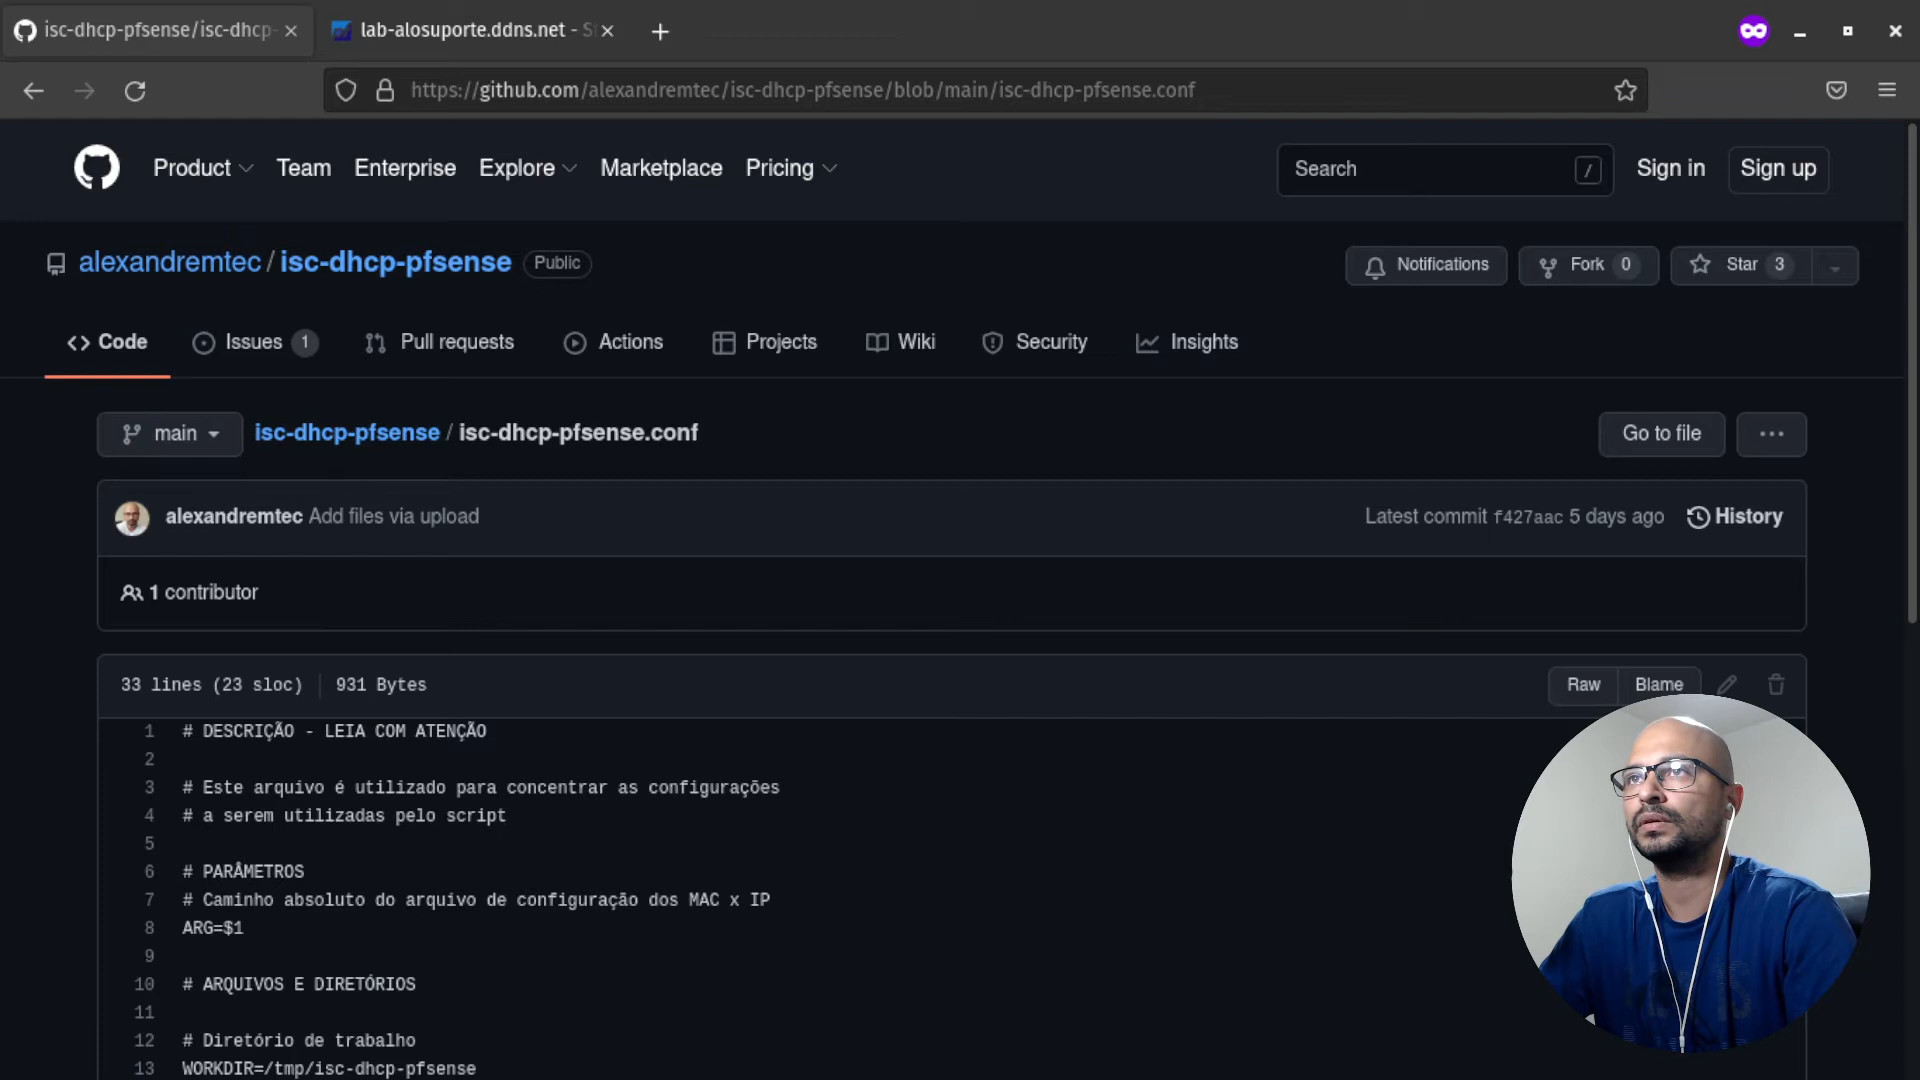 isc-dhcp-pfsense/isc-dhcp-
lab-alosuporte.ddns.net - S
https://github.com/alexandremtec/isc-dhcp-pfsense/blob/main/isc-dhcp-pfsense.conf
Product Team Enterprise Explore Marketplace Pricing
Search /
Sign in
Sign up
alexandremtec / isc-dhcp-pfsense Public
Notifications
Fork 0
Star 3
<> Code
Issues 1
Pull requests
Actions
Projects
Wiki
Security
Insights
main
isc-dhcp-pfsense / isc-dhcp-pfsense.conf
Go to file
alexandremtec Add files via upload
Latest commit f427aac 5 days ago
History
1 contributor
33 lines (23 sloc) 931 Bytes
Raw
Blame
1 # DESCRIÇÃO - LEIA COM ATENÇÃO
2
3 # Este arquivo é utilizado para concentrar as configurações
4 # a serem utilizadas pelo script
5
6 # PARÂMETROS
7 # Caminho absoluto do arquivo de configuração dos MAC x IP
8 ARG=$1
9
10 # ARQUIVOS E DIRETÓRIOS
11
12 # Diretório de trabalho
13 WORKDIR=/tmp/isc-dhcp-pfsense